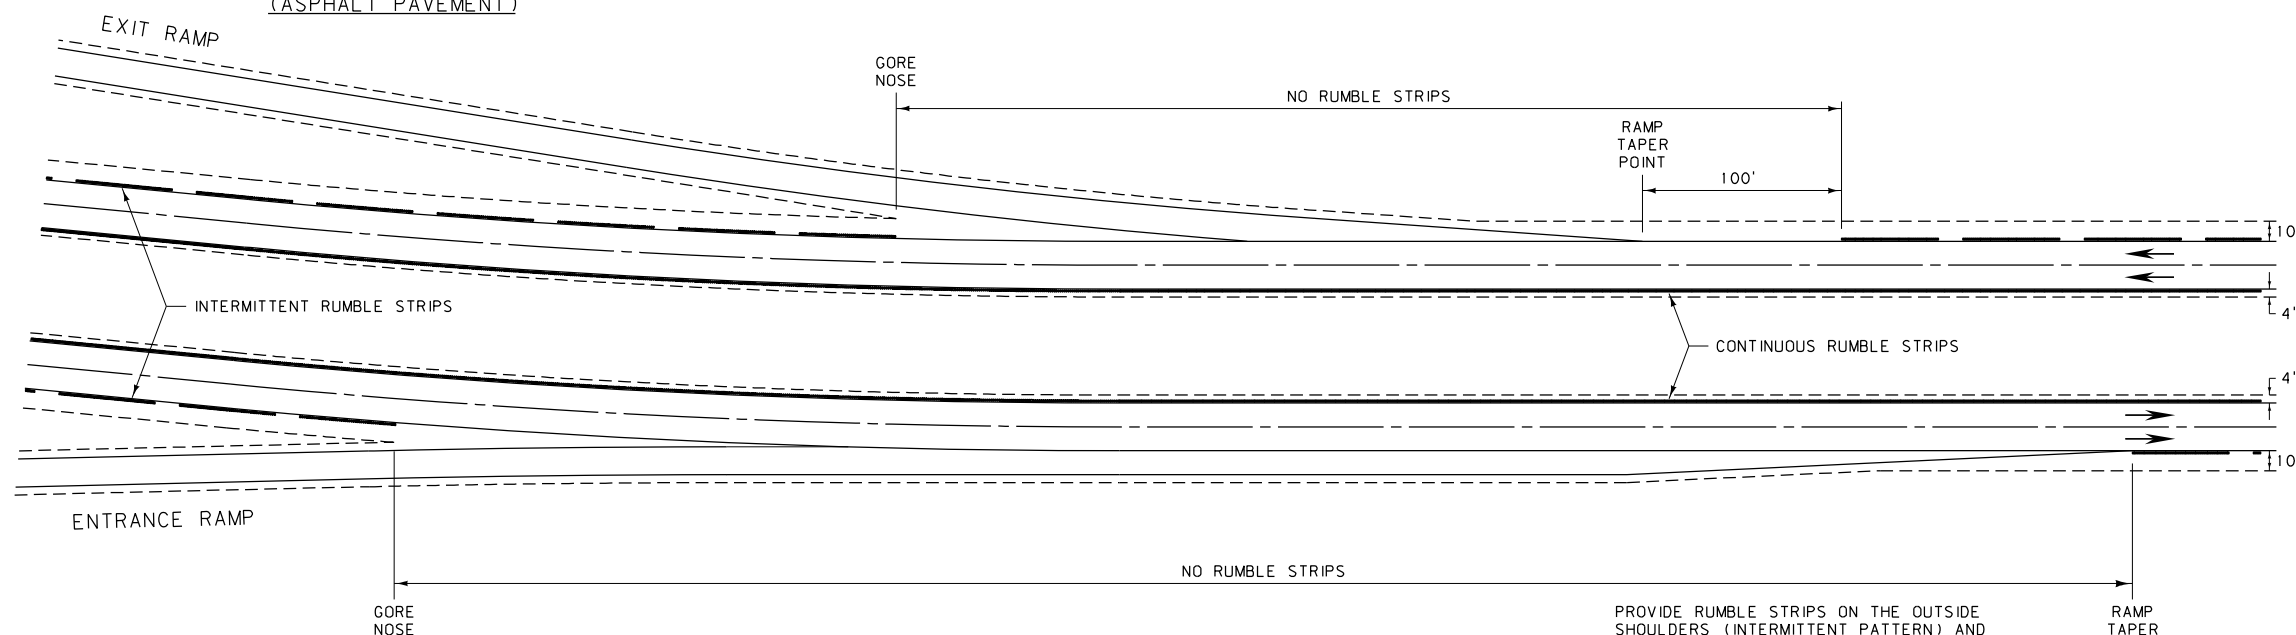 (ASPHALT PAVEMENT)
EXIT RAMP
GORE
NOSE
NO RUMBLE STRIPS
RAMP
TAPER
POINT
100'
10
INTERMITTENT RUMBLE STRIPS
4'
CONTINUOUS RUMBLE STRIPS
4'
10
ENTRANCE RAMP
NO RUMBLE STRIPS
GORE
NOSE
PROVIDE RUMBLE STRIPS ON THE OUTSIDE
SHOULDERS (INTERMITTENT PATTERN) AND
RAMP
TAPER